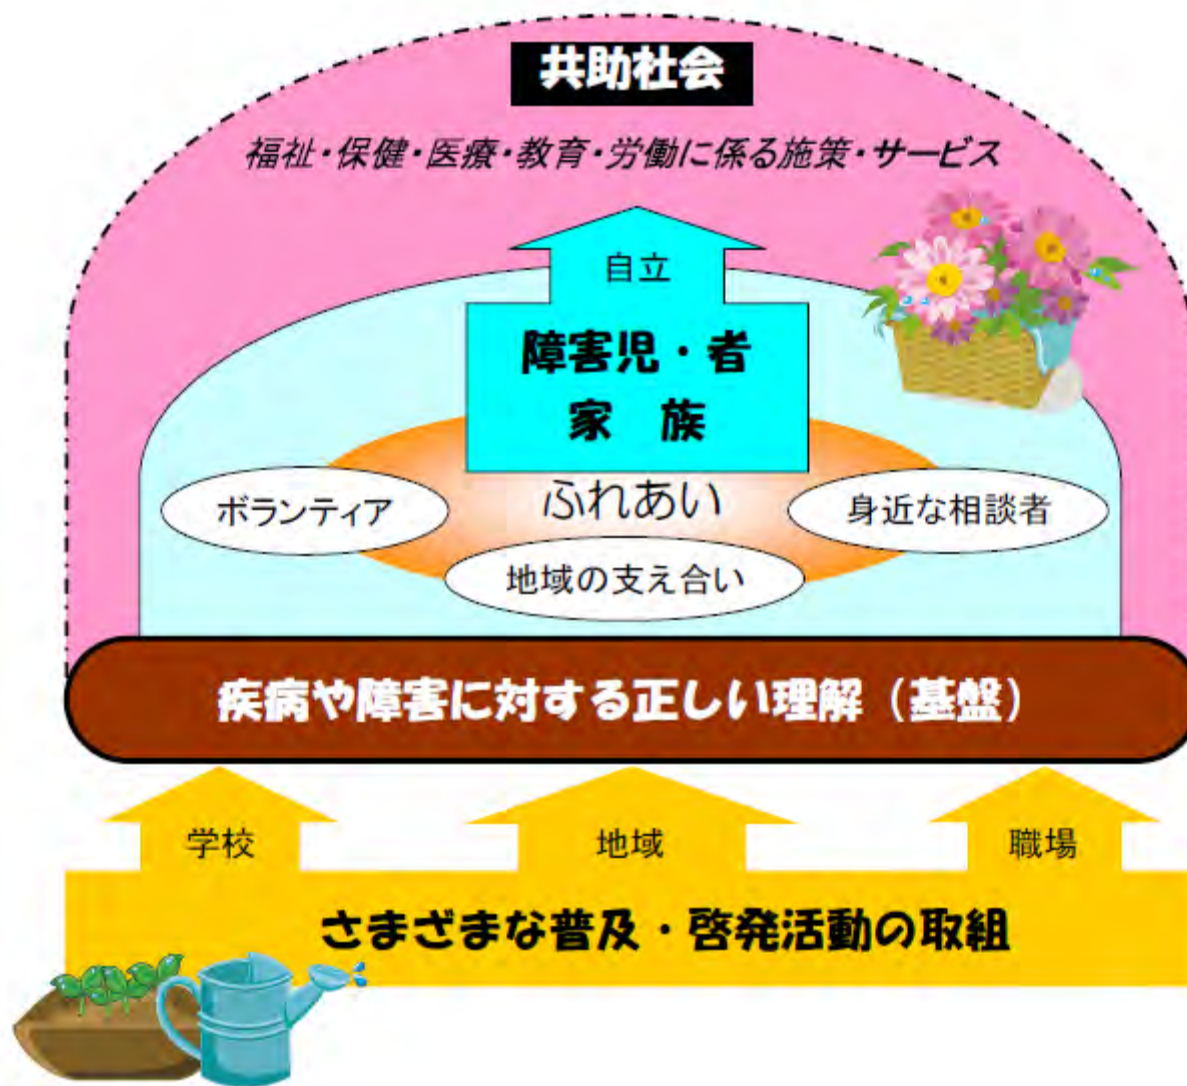 共助社会
福祉・保健・医療・教育・労働に係る施策・サービス
自立
障害児・者
家 族
ふれあい
ボランティア
身近な相談者
地域の支え合い
疾病や障害に対する正しい理解（基盤）
学校
地域
職場
さまざまな普及・啓発活動の取組